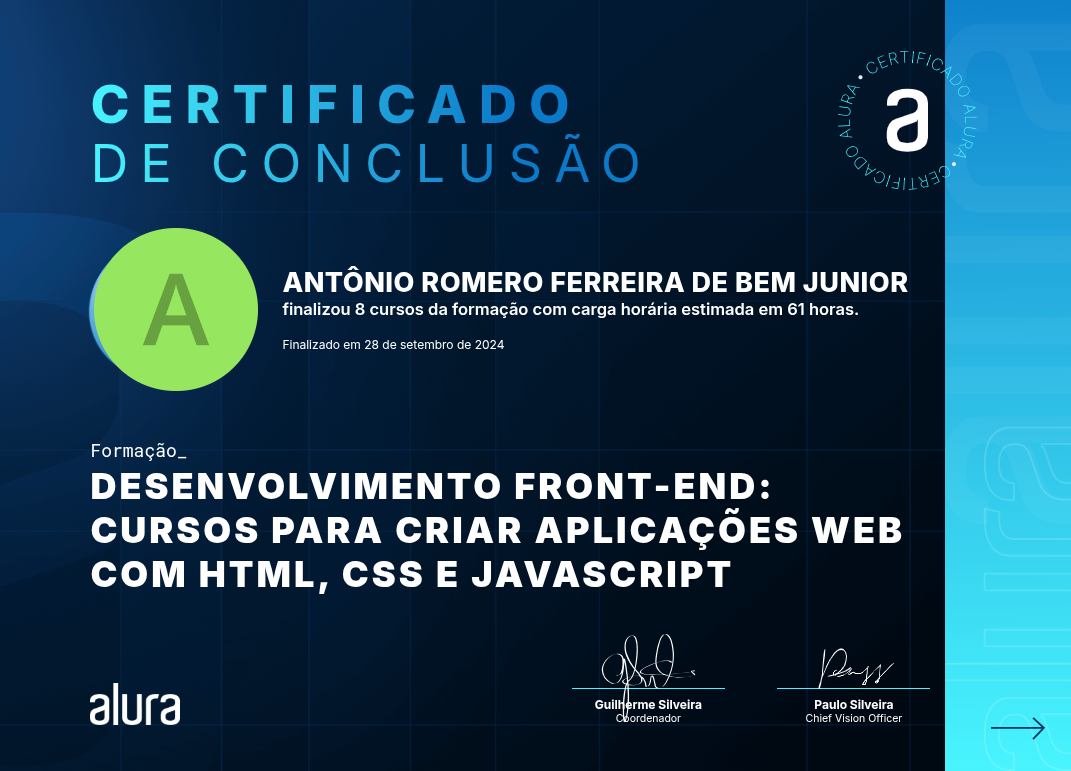 CERTIFICADO
DE CONCLUSÃO
CERTIFICADO ALURA • CERTIFICADO ALURA •
a
A
ANTÔNIO ROMERO FERREIRA DE BEM JUNIOR
finalizou 8 cursos da formação com carga horária estimada em 61 horas.
Finalizado em 28 de setembro de 2024
Formação_
DESENVOLVIMENTO FRONT-END:
CURSOS PARA CRIAR APLICAÇÕES WEB
COM HTML, CSS E JAVASCRIPT
alura
Guilherme Silveira
Coordenador
Paulo Silveira
Chief Vision Officer
alura